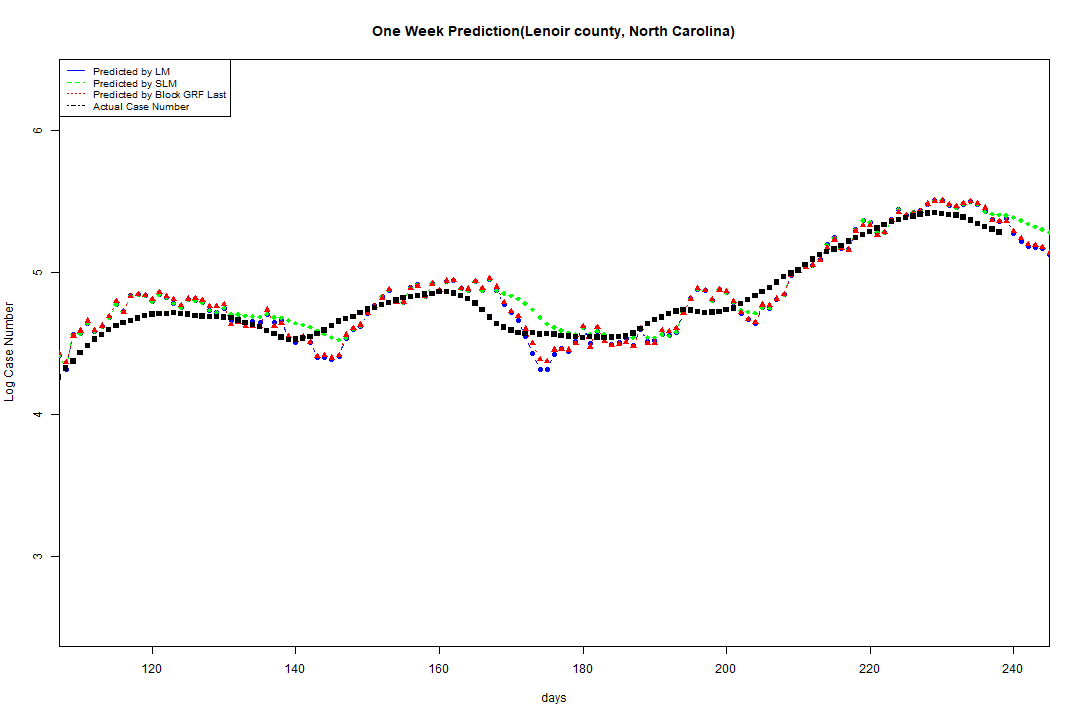 One Week Prediction(Lenoir county, North Carolina)
Predicted by LM
Predicted by SLM
Predicted by Block GRF Last
Actual Case Number
Log Case Number
6
5
4
3
120 140 160 180 200 220 240
days